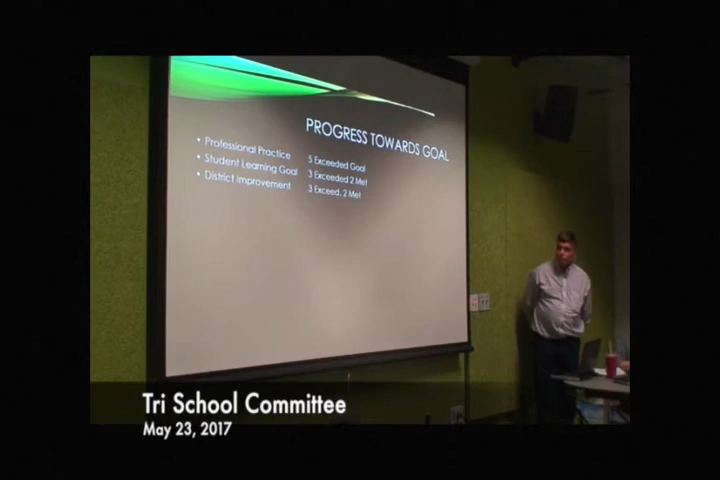 PROGRESS TOWARDS GOAL
• Professional Practice 5 Exceeded Goal
• Student Learning Goal 3 Exceeded 2 Met
• District Improvement 3 Exceed, 2 Met
Tri School Committee
May 23, 2017